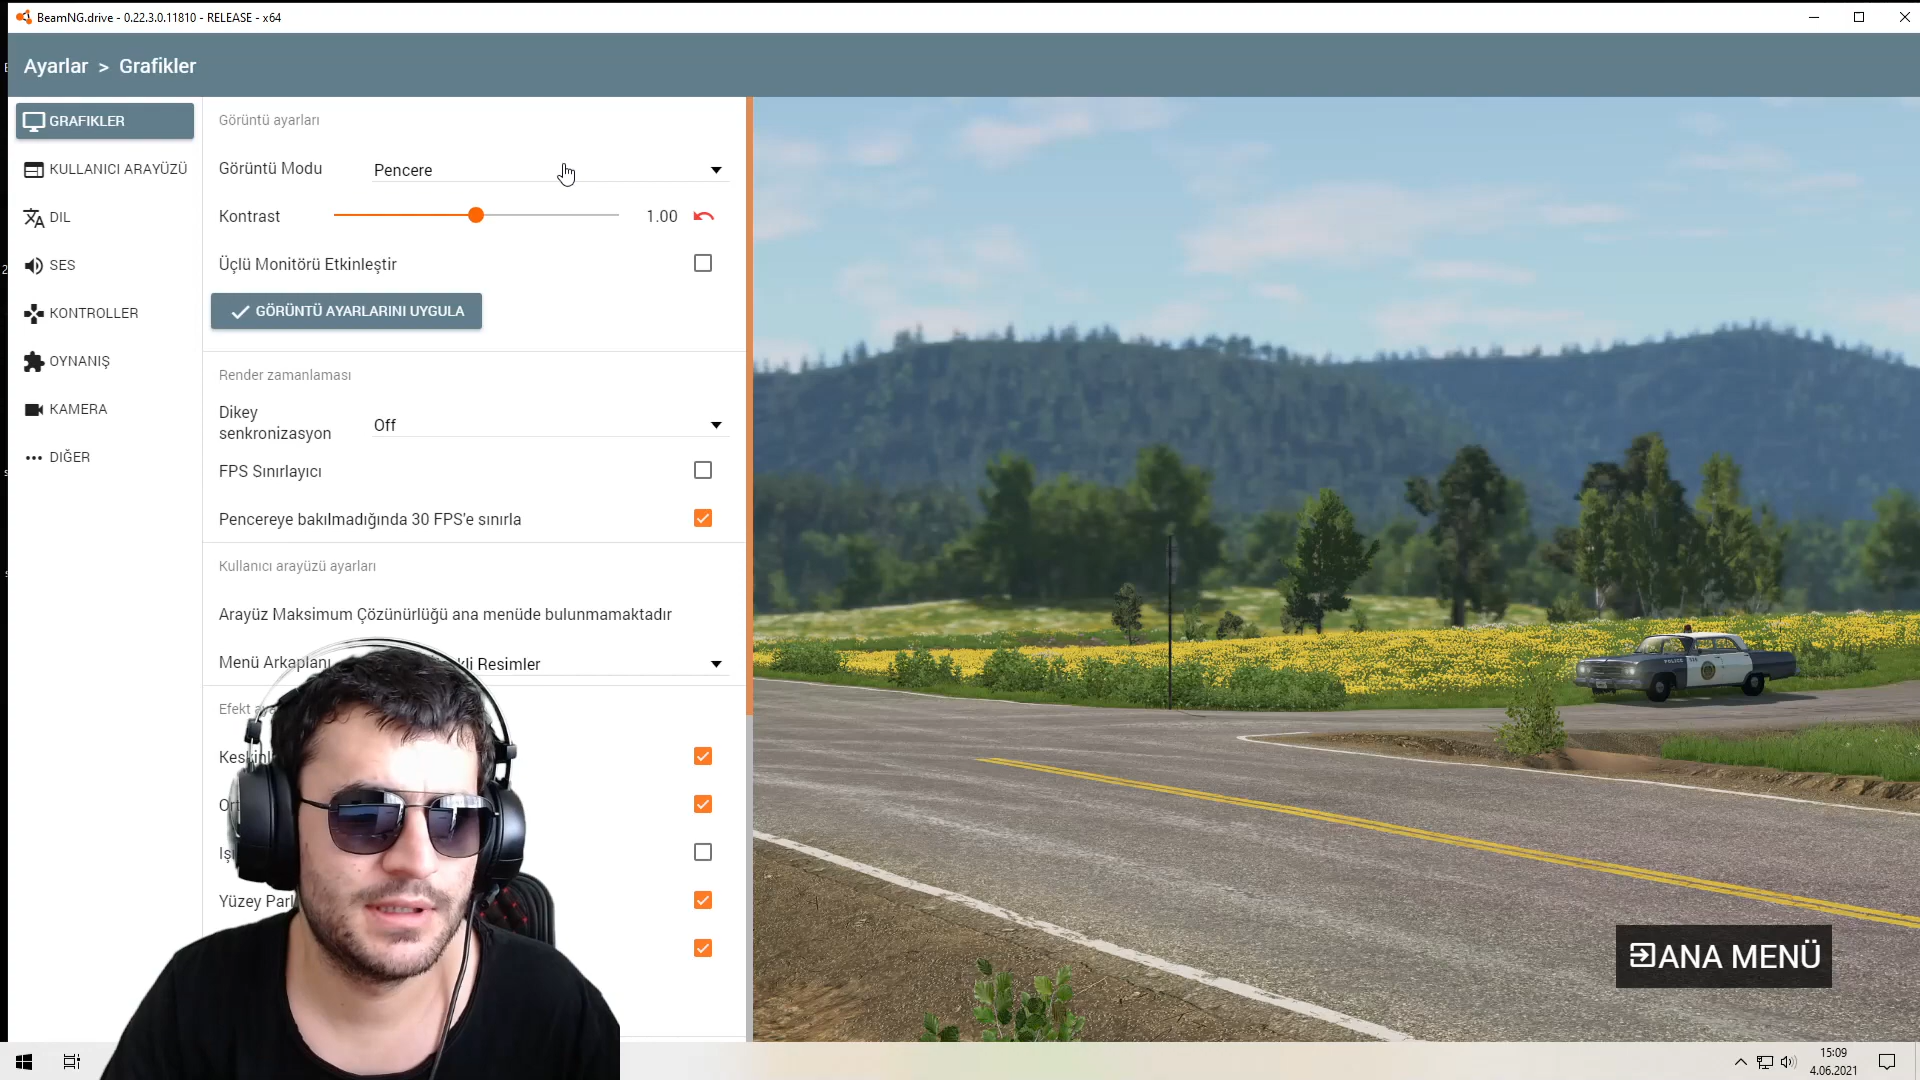 BeamNG.drive - 0.22.3.0.11810 - RELEASE - x64
Ayarlar > Grafikler
GRAFIKLER
KULLANICI ARAYÜZÜ
DIL
SES
KONTROLLER
OYNANIŞ
KAMERA
DIĞER
Görüntü ayarları
Görüntü Modu Pencere
Kontrast 1.00
Üçlü Monitörü Etkinleştir
GÖRÜNTÜ AYARLARINI UYGULA
Render zamanlaması
Dikey
senkronizasyon Off
FPS Sınırlayıcı
Pencereye bakılmadığında 30 FPS'e sınırla
Kullanıcı arayüzü ayarları
Arayüz Maksimum Çözünürlüğü ana menüde bulunmamaktadır
Menü Arkaplanı Resimler
Efekt
Yüzey
POLICE
ANA MENÜ
15:09
4.06.2021